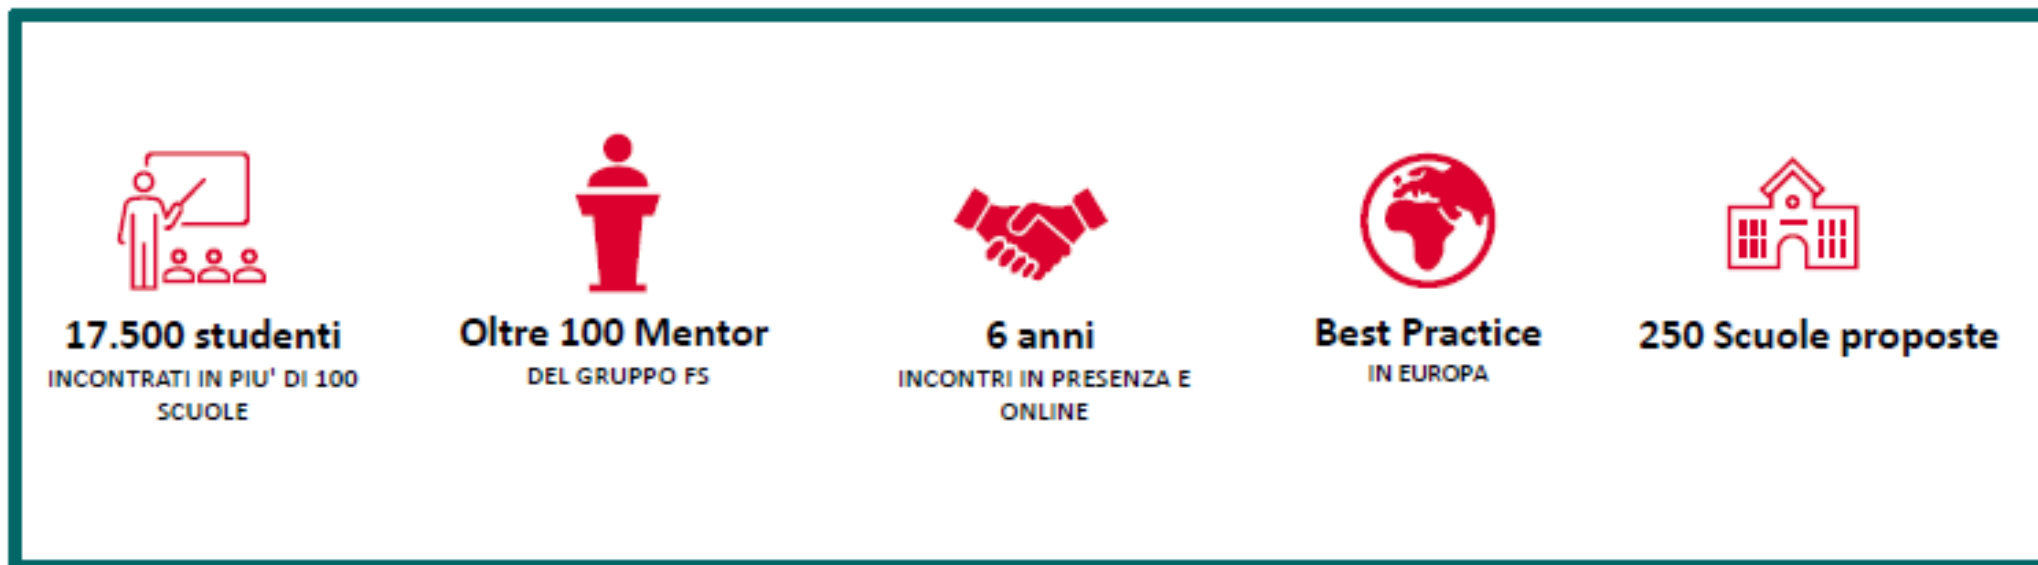 17.500 studenti
INCONTRATI IN PIU' DI 100
SCUOLE
Oltre 100 Mentor
DEL GRUPPO FS
6 anni
INCONTRI IN PRESENZA E
ONLINE
Best Practice
IN EUROPA
250 Scuole proposte